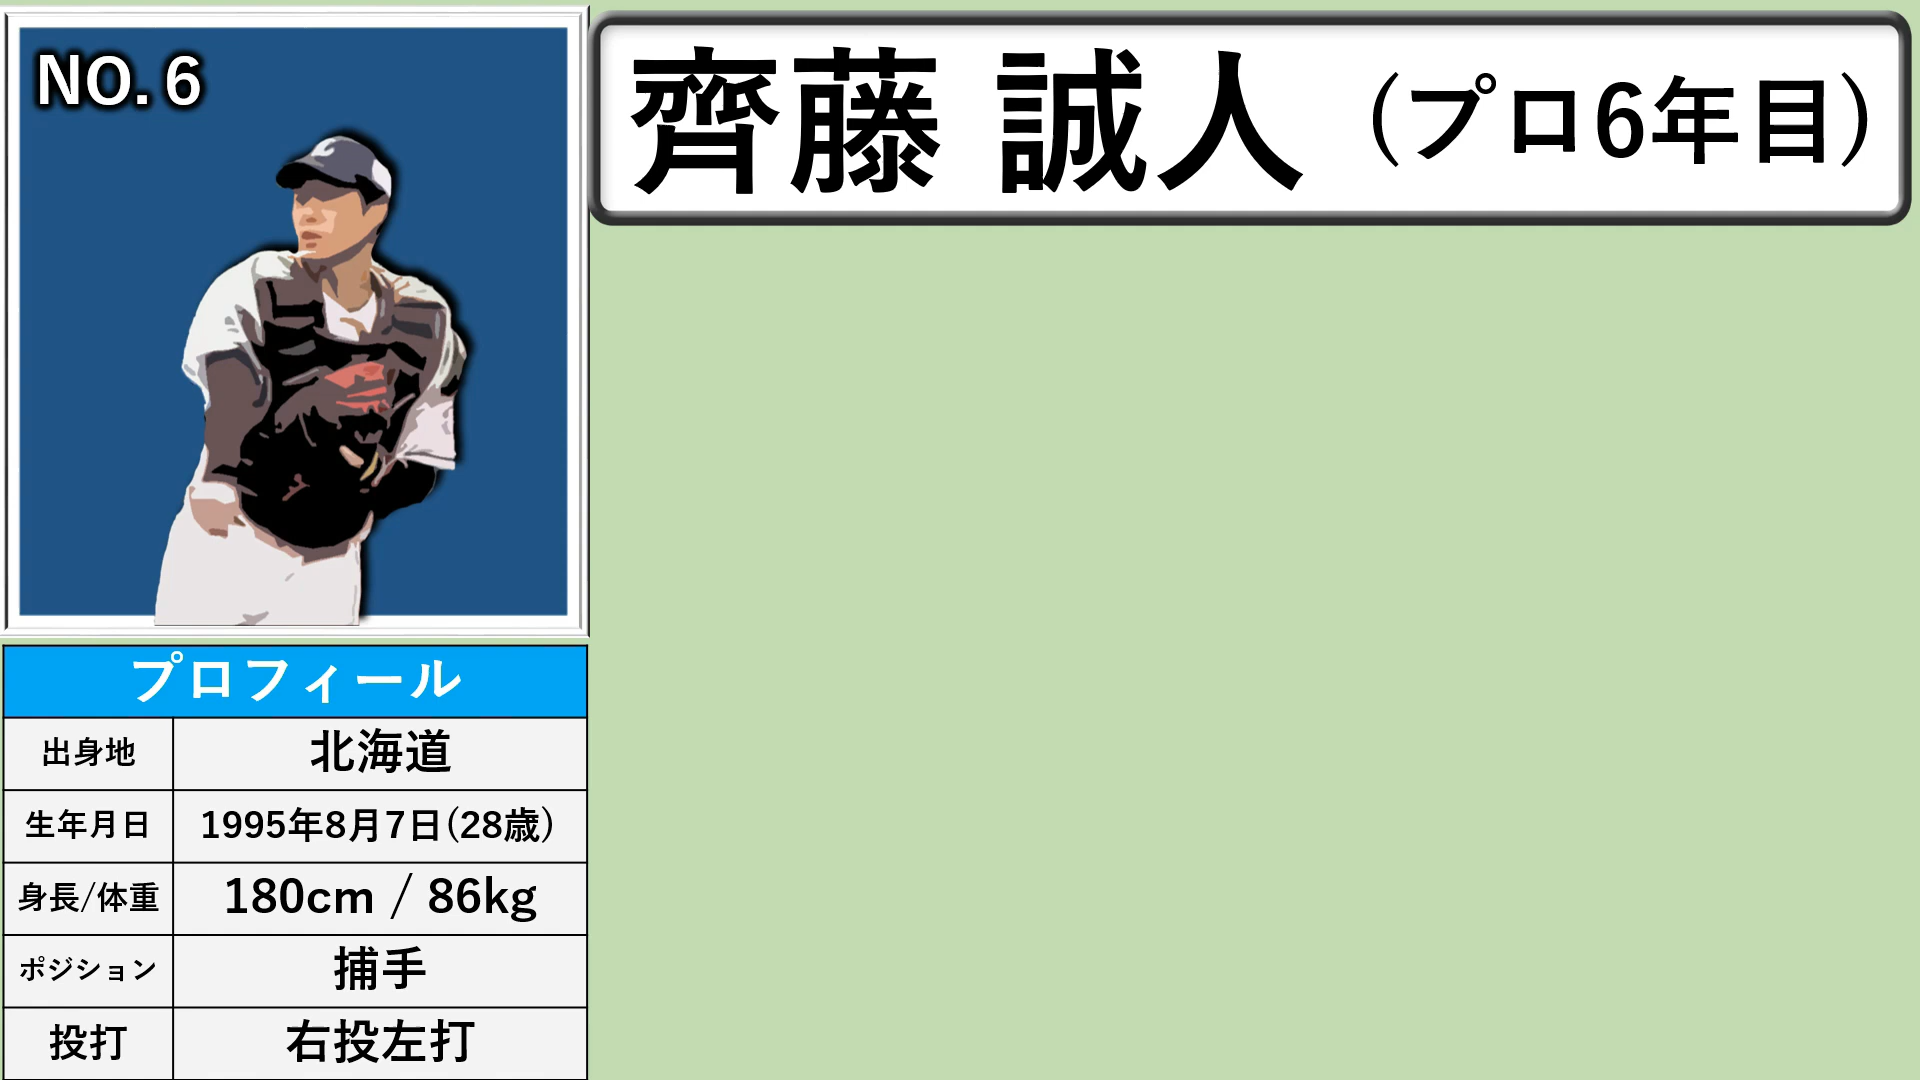 NO. 6
齊藤 誠人 (プロ6年目)
プロフィール
出身地 北海道
生年月日 1995年8月7日(28歳)
身長/体重 180cm / 86kg
ポジション 捕手
投打 右投左打